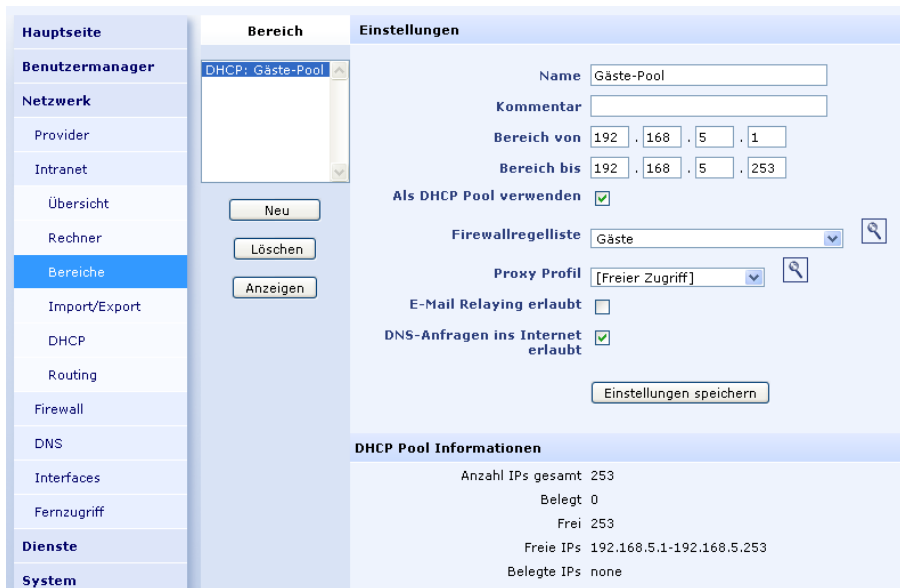 Hauptseite
Benutzermanager
Netzwerk
Provider
Intranet
Übersicht
Rechner
Bereiche
Import/Export
DHCP
Routing
Firewall
DNS
Interfaces
Fernzugriff
Dienste
System
Bereich
DHCP: Gäste-Pool
Neu
Löschen
Anzeigen
Einstellungen
Name Gäste-Pool
Kommentar
Bereich von 192 . 168 . 5 . 1
Bereich bis 192 . 168 . 5 . 253
Als DHCP Pool verwenden
Firewallregelliste Gäste
Proxy Profil [Freier Zugriff]
E-Mail Relaying erlaubt
DNS-Anfragen ins Internet
erlaubt
Einstellungen speichern
DHCP Pool Informationen
Anzahl IPs gesamt 253
Belegt 0
Frei 253
Freie IPs 192.168.5.1-192.168.5.253
Belegte IPs none